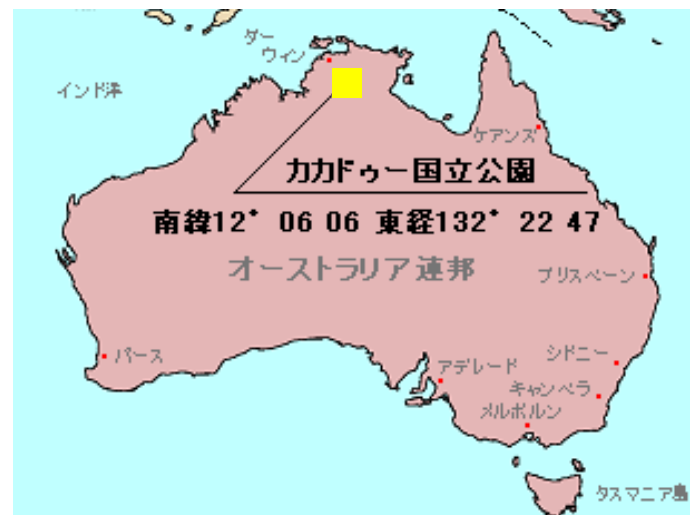 ダー
ウィン
インド洋
ケアンズ
カカドゥー国立公園
南緯12° 06 06 東経132° 22 47
オーストラリア連邦
ブリスベーン
パース
シドニー
アデレード
キャンベラ
メルボルン
タスマニア島